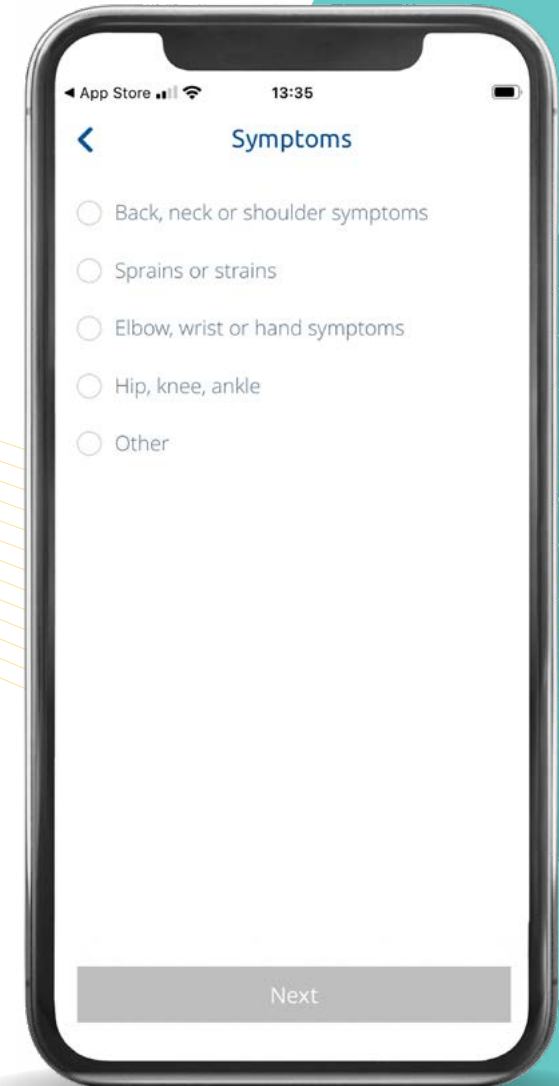 App Store
13:35
Symptoms
Back, neck or shoulder symptoms
Sprains or strains
Elbow, wrist or hand symptoms
Hip, knee, ankle
Other
Next